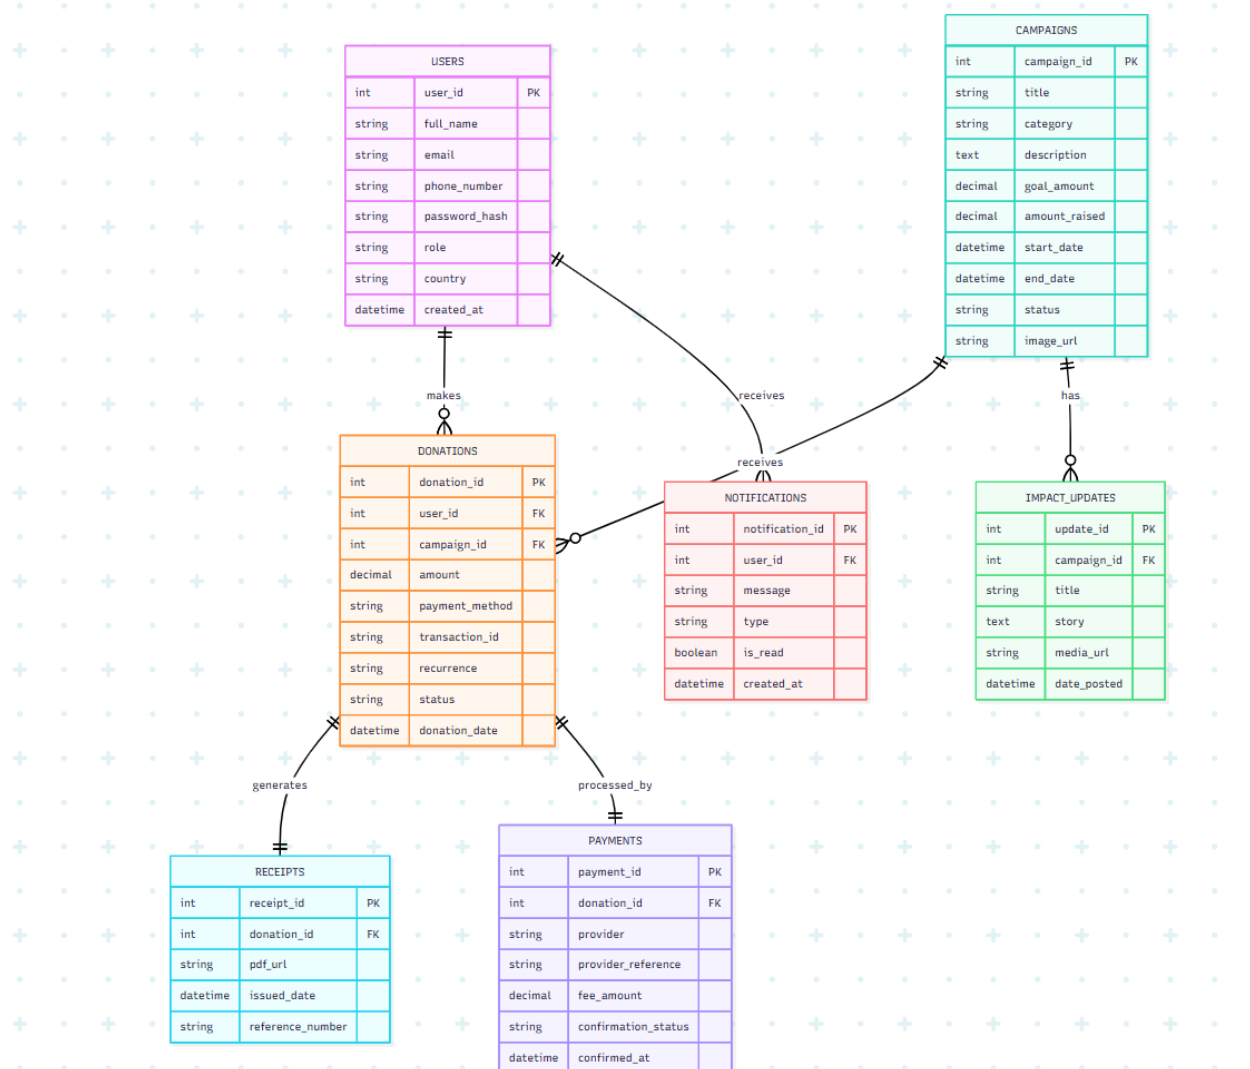 USERS
int user_id PK
string full_name
string email
string phone_number
string password_hash
string role
string country
datetime created_at
CAMPAIGNS
int campaign_id PK
string title
string category
text description
decimal goal_amount
decimal amount_raised
datetime start_date
datetime end_date
string status
string image_url
makes
receives
has
receives
DONATIONS
int donation_id PK
int user_id FK
int campaign_id FK
decimal amount
string payment_method
string transaction_id
string recurrence
string status
datetime donation_date
NOTIFICATIONS
int notification_id PK
int user_id FK
string message
string type
boolean is_read
datetime created_at
IMPACT_UPDATES
int update_id PK
int campaign_id FK
string title
text story
string media_url
datetime date_posted
generates
processed_by
RECEIPTS
int receipt_id PK
int donation_id FK
string pdf_url
datetime issued_date
string reference_number
PAYMENTS
int payment_id PK
int donation_id FK
string provider
string provider_reference
decimal fee_amount
string confirmation_status
datetime confirmed_at